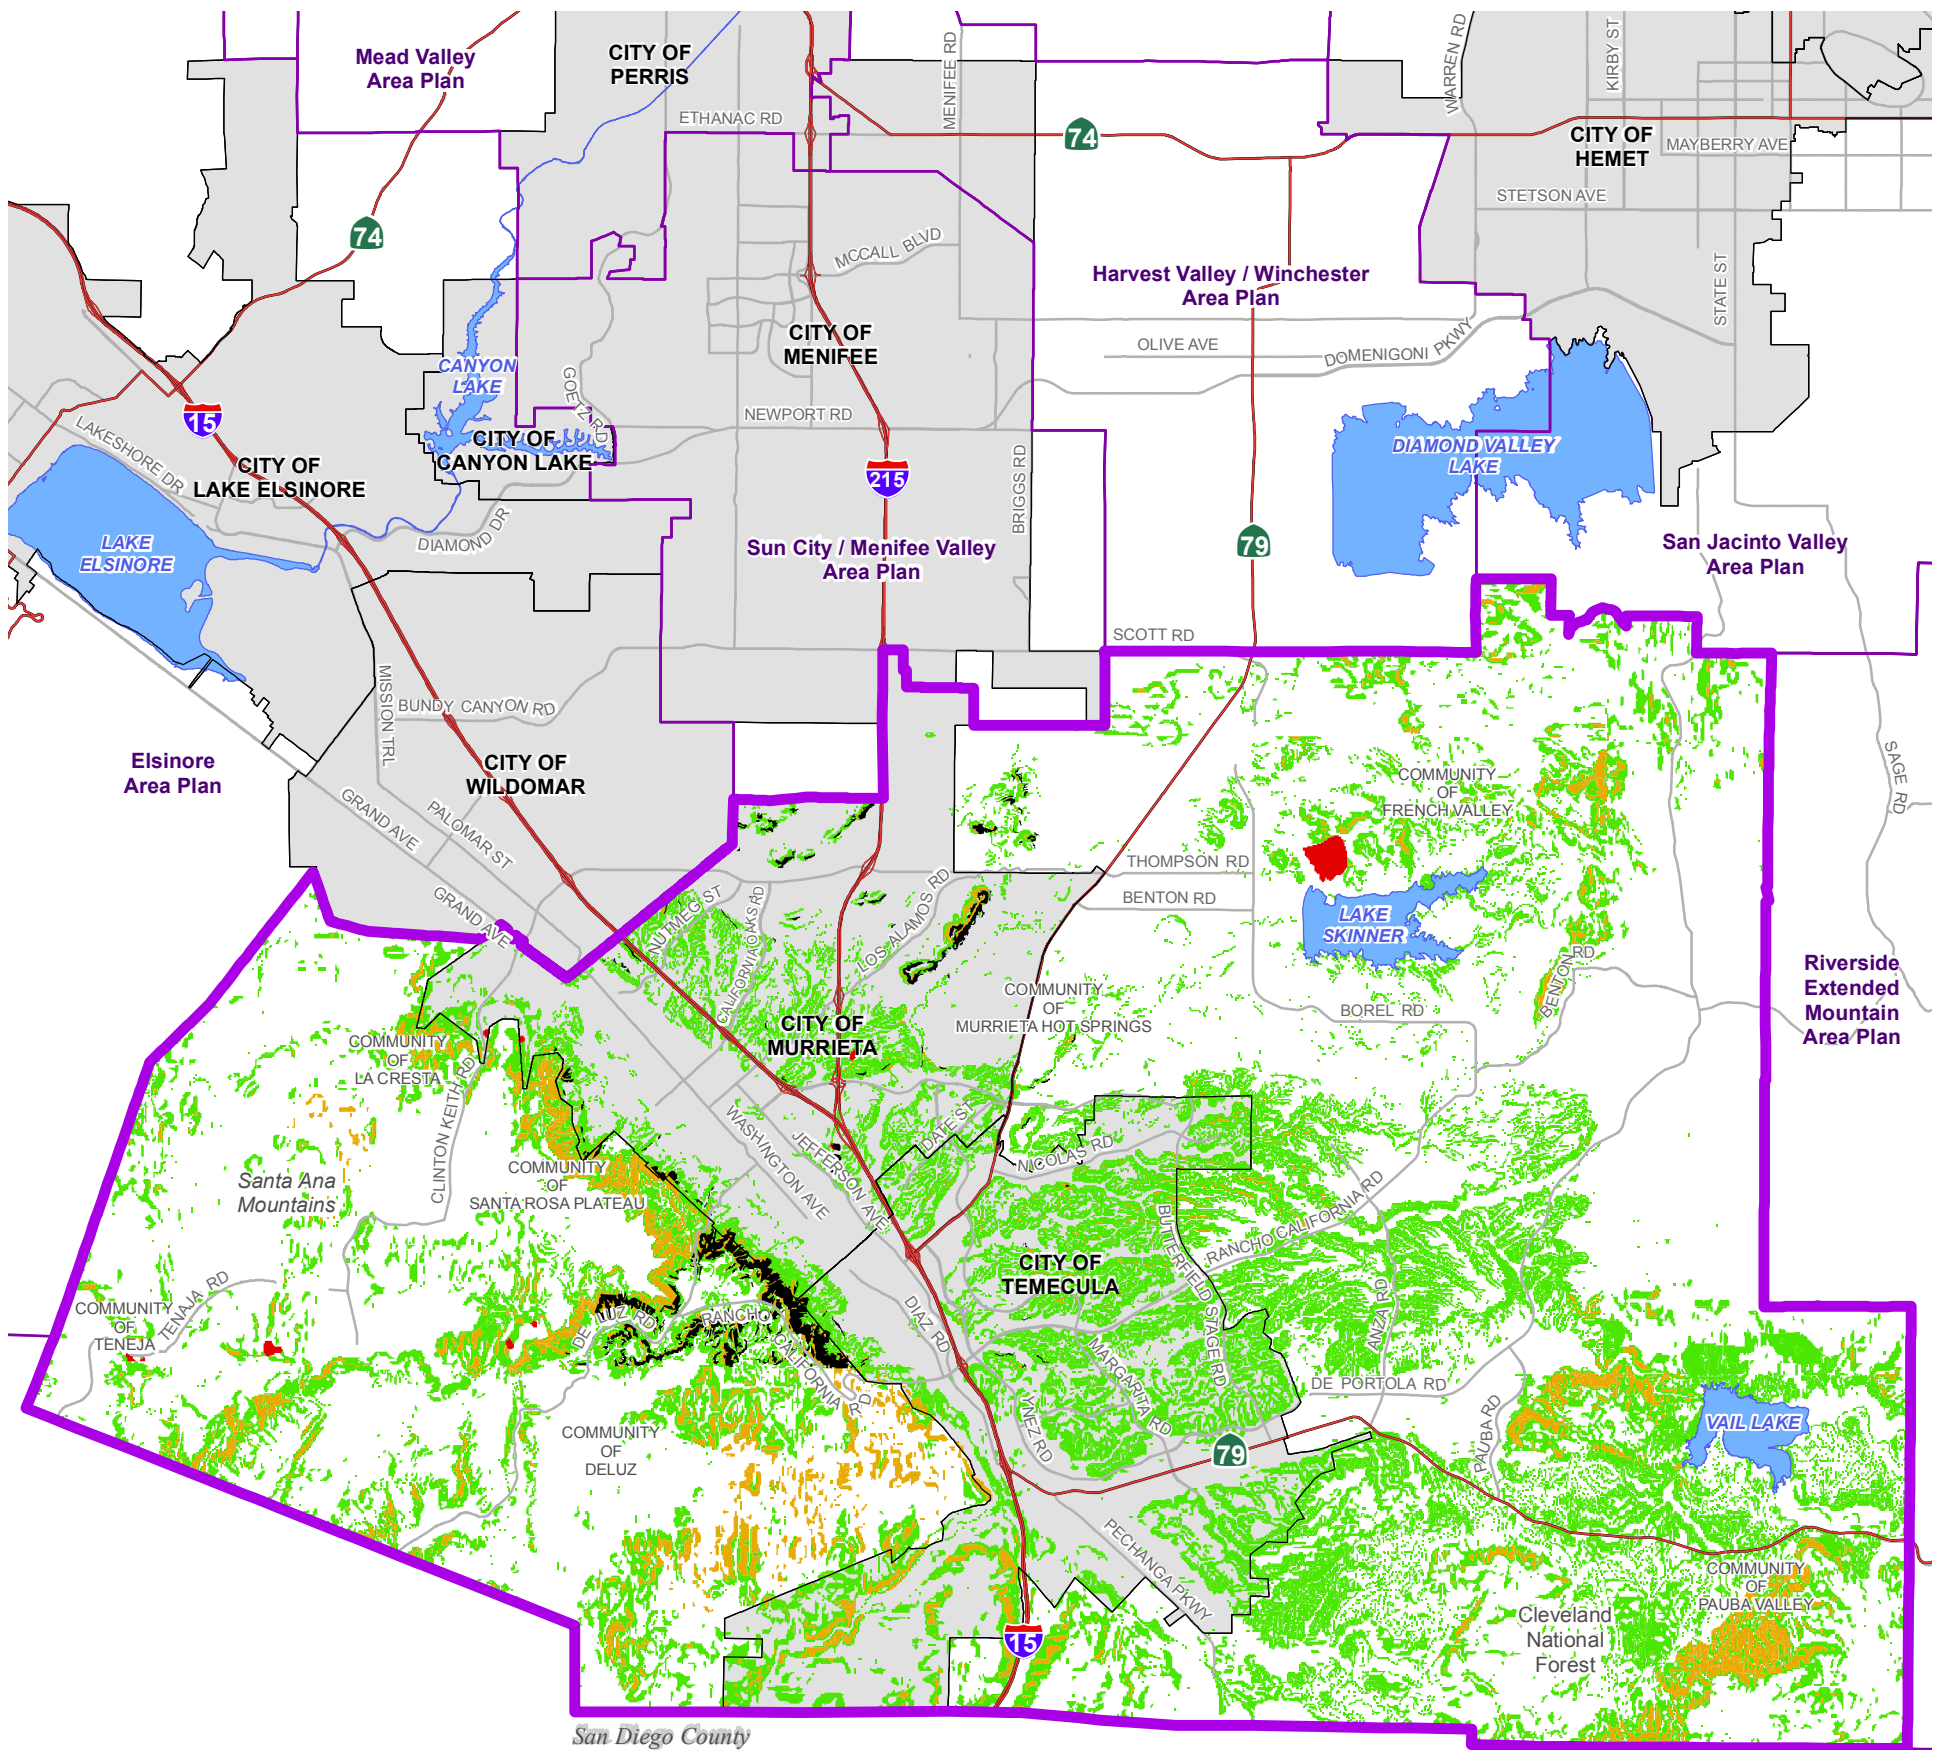 Mead Valley
Area Plan
CITY OF
PERRIS
ETHANAC RD
MENIFEE RD
WARREN RD
KIRBY ST
74
CITY OF
HEMET
MAYBERRY AVE
STETSON AVE
74
MCCALL BLVD
Harvest Valley / Winchester
Area Plan
STATE ST
CITY OF
MENIFEE
OLIVE AVE
DOMENIGONI PKWY
CANYON
LAKE
GOETZ RD
15
NEWPORT RD
LAKESHORE DR
CITY OF
CANYON LAKE
DIAMOND VALLEY
LAKE
CITY OF
LAKE ELSINORE
215
BRIGGS RD
DIAMOND DR
79
LAKE
ELSINORE
Sun City / Menifee Valley
Area Plan
San Jacinto Valley
Area Plan
SCOTT RD
MISSION TRL
BUNDY CANYON RD
Elsinore
Area Plan
CITY OF
WILDOMAR
SAGE RD
COMMUNITY
OF
FRENCH VALLEY
GRAND AVE
PALOMAR ST
THOMPSON RD
BENTON RD
GRAND AVE
NUTMEG ST
CALIFORNIA OAKS RD
LOS ALAMOS RD
LAKE
SKINNER
BENTON RD
Riverside
Extended
Mountain
Area Plan
COMMUNITY
OF
MURRIETA HOT SPRINGS
BOREL RD
CITY OF
MURRIETA
COMMUNITY
OF
LA CRESTA
CLINTON KEITH RD
WASHINGTON AVE
JEFFERSON AVE
DATE ST
NICOLAS RD
Santa Ana
Mountains
COMMUNITY
OF
SANTA ROSA PLATEAU
BUTTERFIELD STAGE RD
RANCHO CALIFORNIA RD
CITY OF
TEMECULA
COMMUNITY
OF
TENEJA
TENAJA RD
DE LUZ RD
RANCHO CALIFORNIA RD
DIAZ RD
ANZA RD
MARGARITA RD
DE PORTOLA RD
YNEZ RD
PAUBA RD
VAIL LAKE
COMMUNITY
OF
DELUZ
79
PECHANGA PKWY
COMMUNITY
OF
PAUBA VALLEY
Cleveland
National
Forest
15
San Diego County